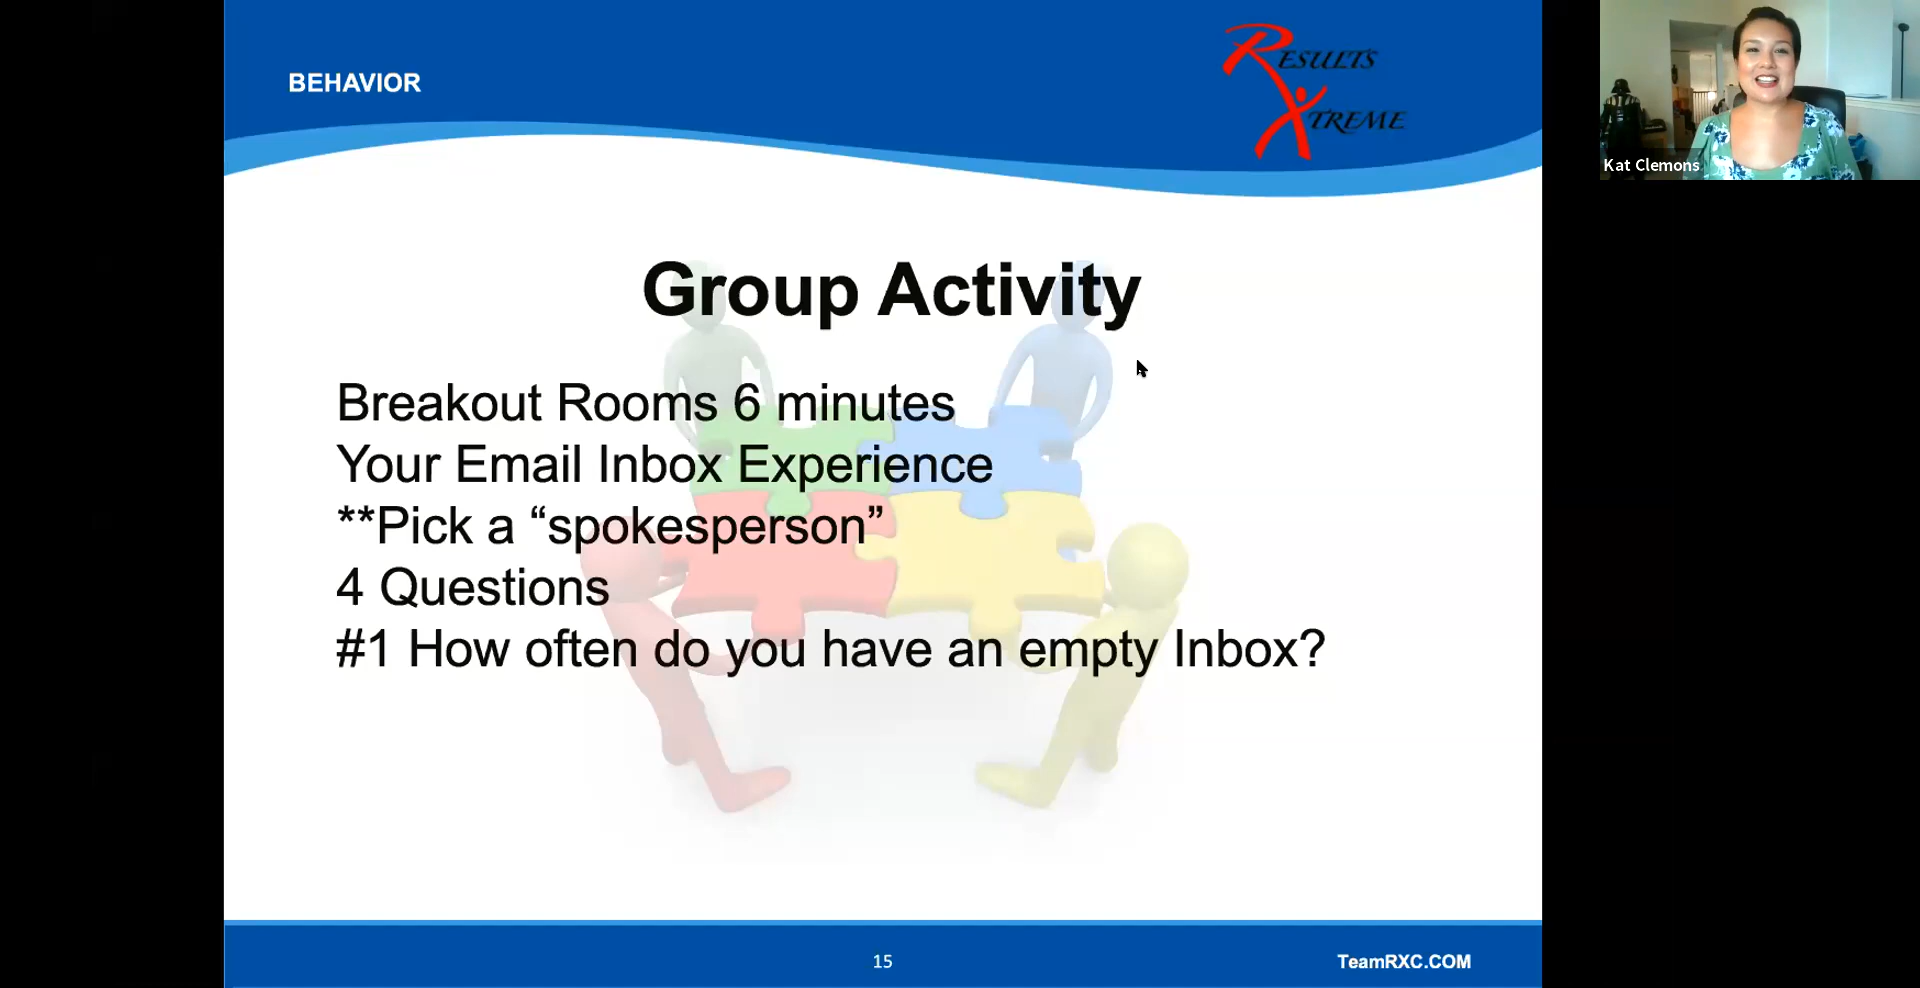 BEHAVIOR
RESULTS
XTREME
Kat Clemons
Group Activity
Breakout Rooms 6 minutes
Your Email Inbox Experience
**Pick a “spokesperson”
4 Questions
#1 How often do you have an empty Inbox?
15
TeamRXC.COM